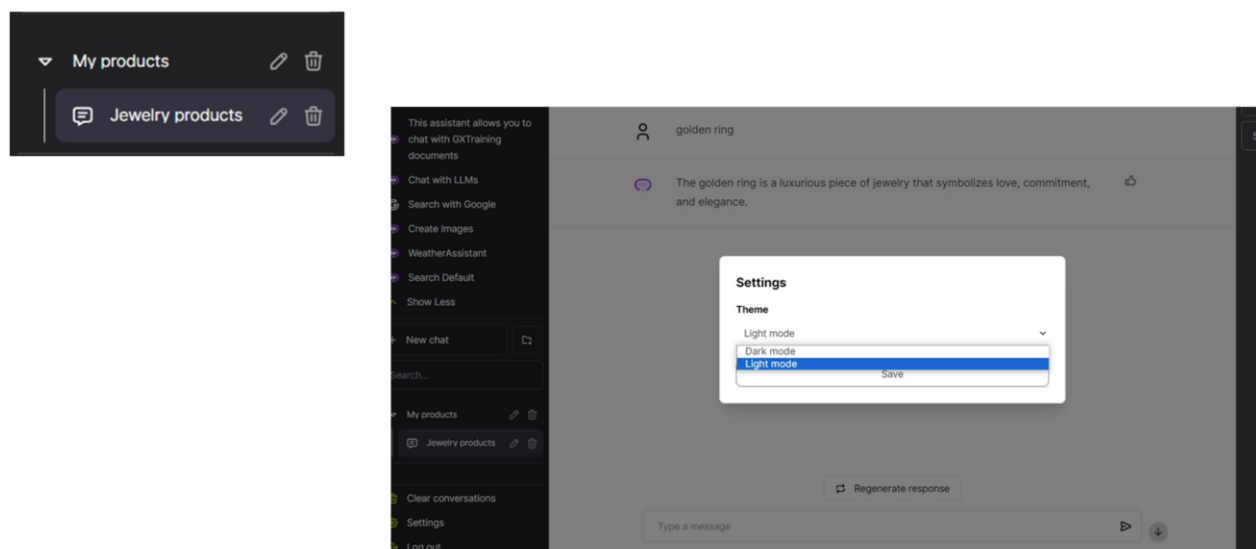 My products
Jewelry products
This assistant allows you to
chat with GXTraining
documents
Chat with LLMs
Search with Google
Create Images
WeatherAssistant
Search Default
Show Less
New chat
Search...
My products
Jewelry products
Clear conversations
Settings
Log out
golden ring
The golden ring is a luxurious piece of jewelry that symbolizes love, commitment,
and elegance.
Settings
Theme
Light mode
Dark mode
Light mode
Save
Regenerate response
Type a message